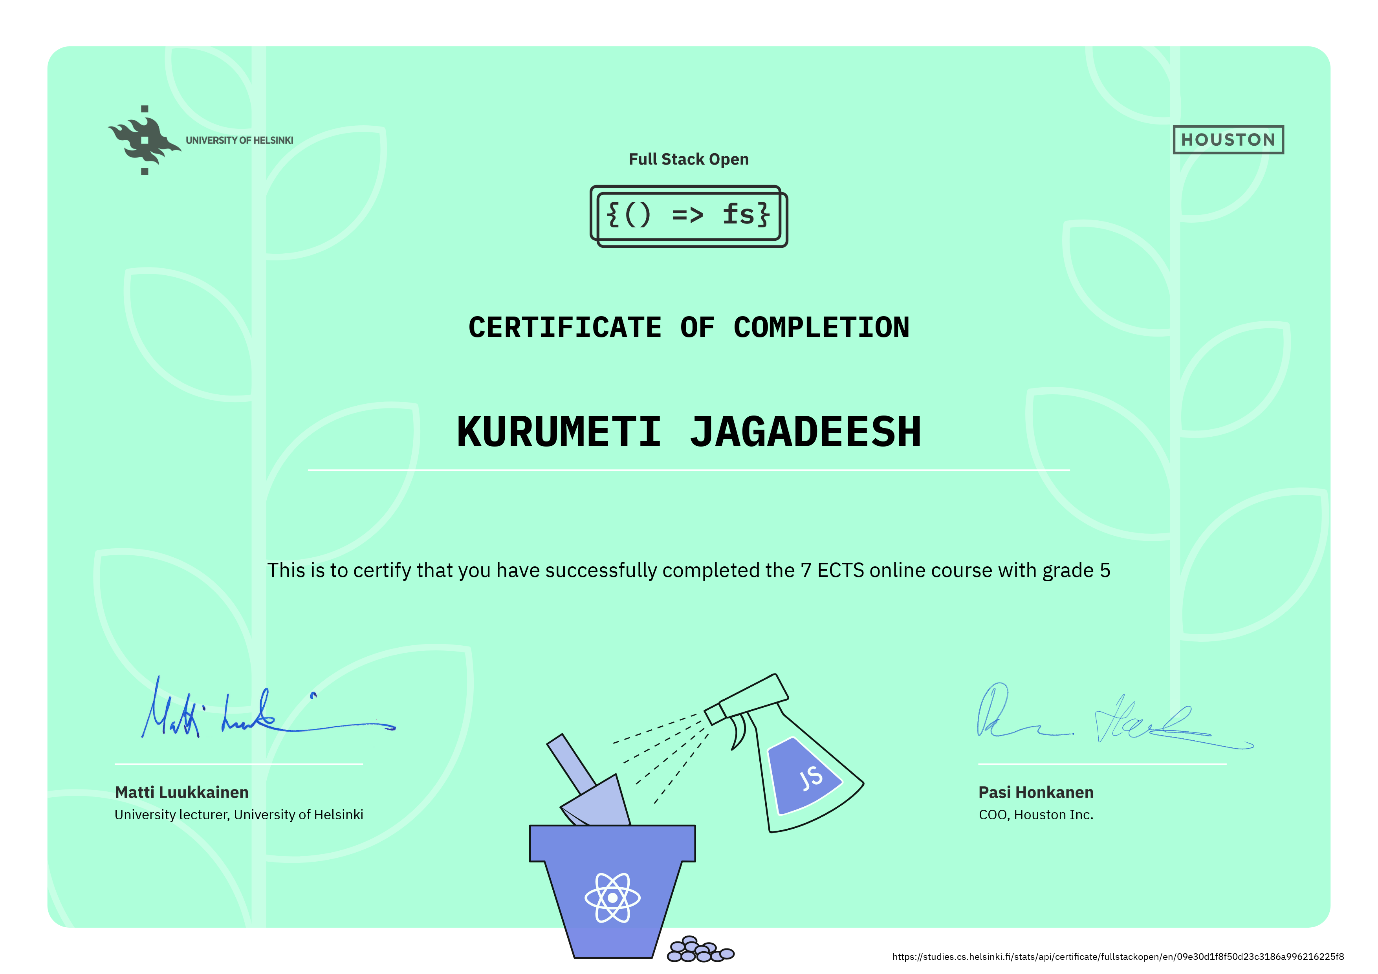 UNIVERSITY OF HELSINKI
HOUSTON
Full Stack Open
{() => fs}
CERTIFICATE OF COMPLETION
KURUMETI JAGADEESH
This is to certify that you have successfully completed the 7 ECTS online course with grade 5
JS
Matti Luukkainen
University lecturer, University of Helsinki
Pasi Honkanen
COO, Houston Inc.
https://studies.cs.helsinki.fi/stats/api/certificate/fullstackopen/en/09e30d1f8f50d23c3186a996216225f8